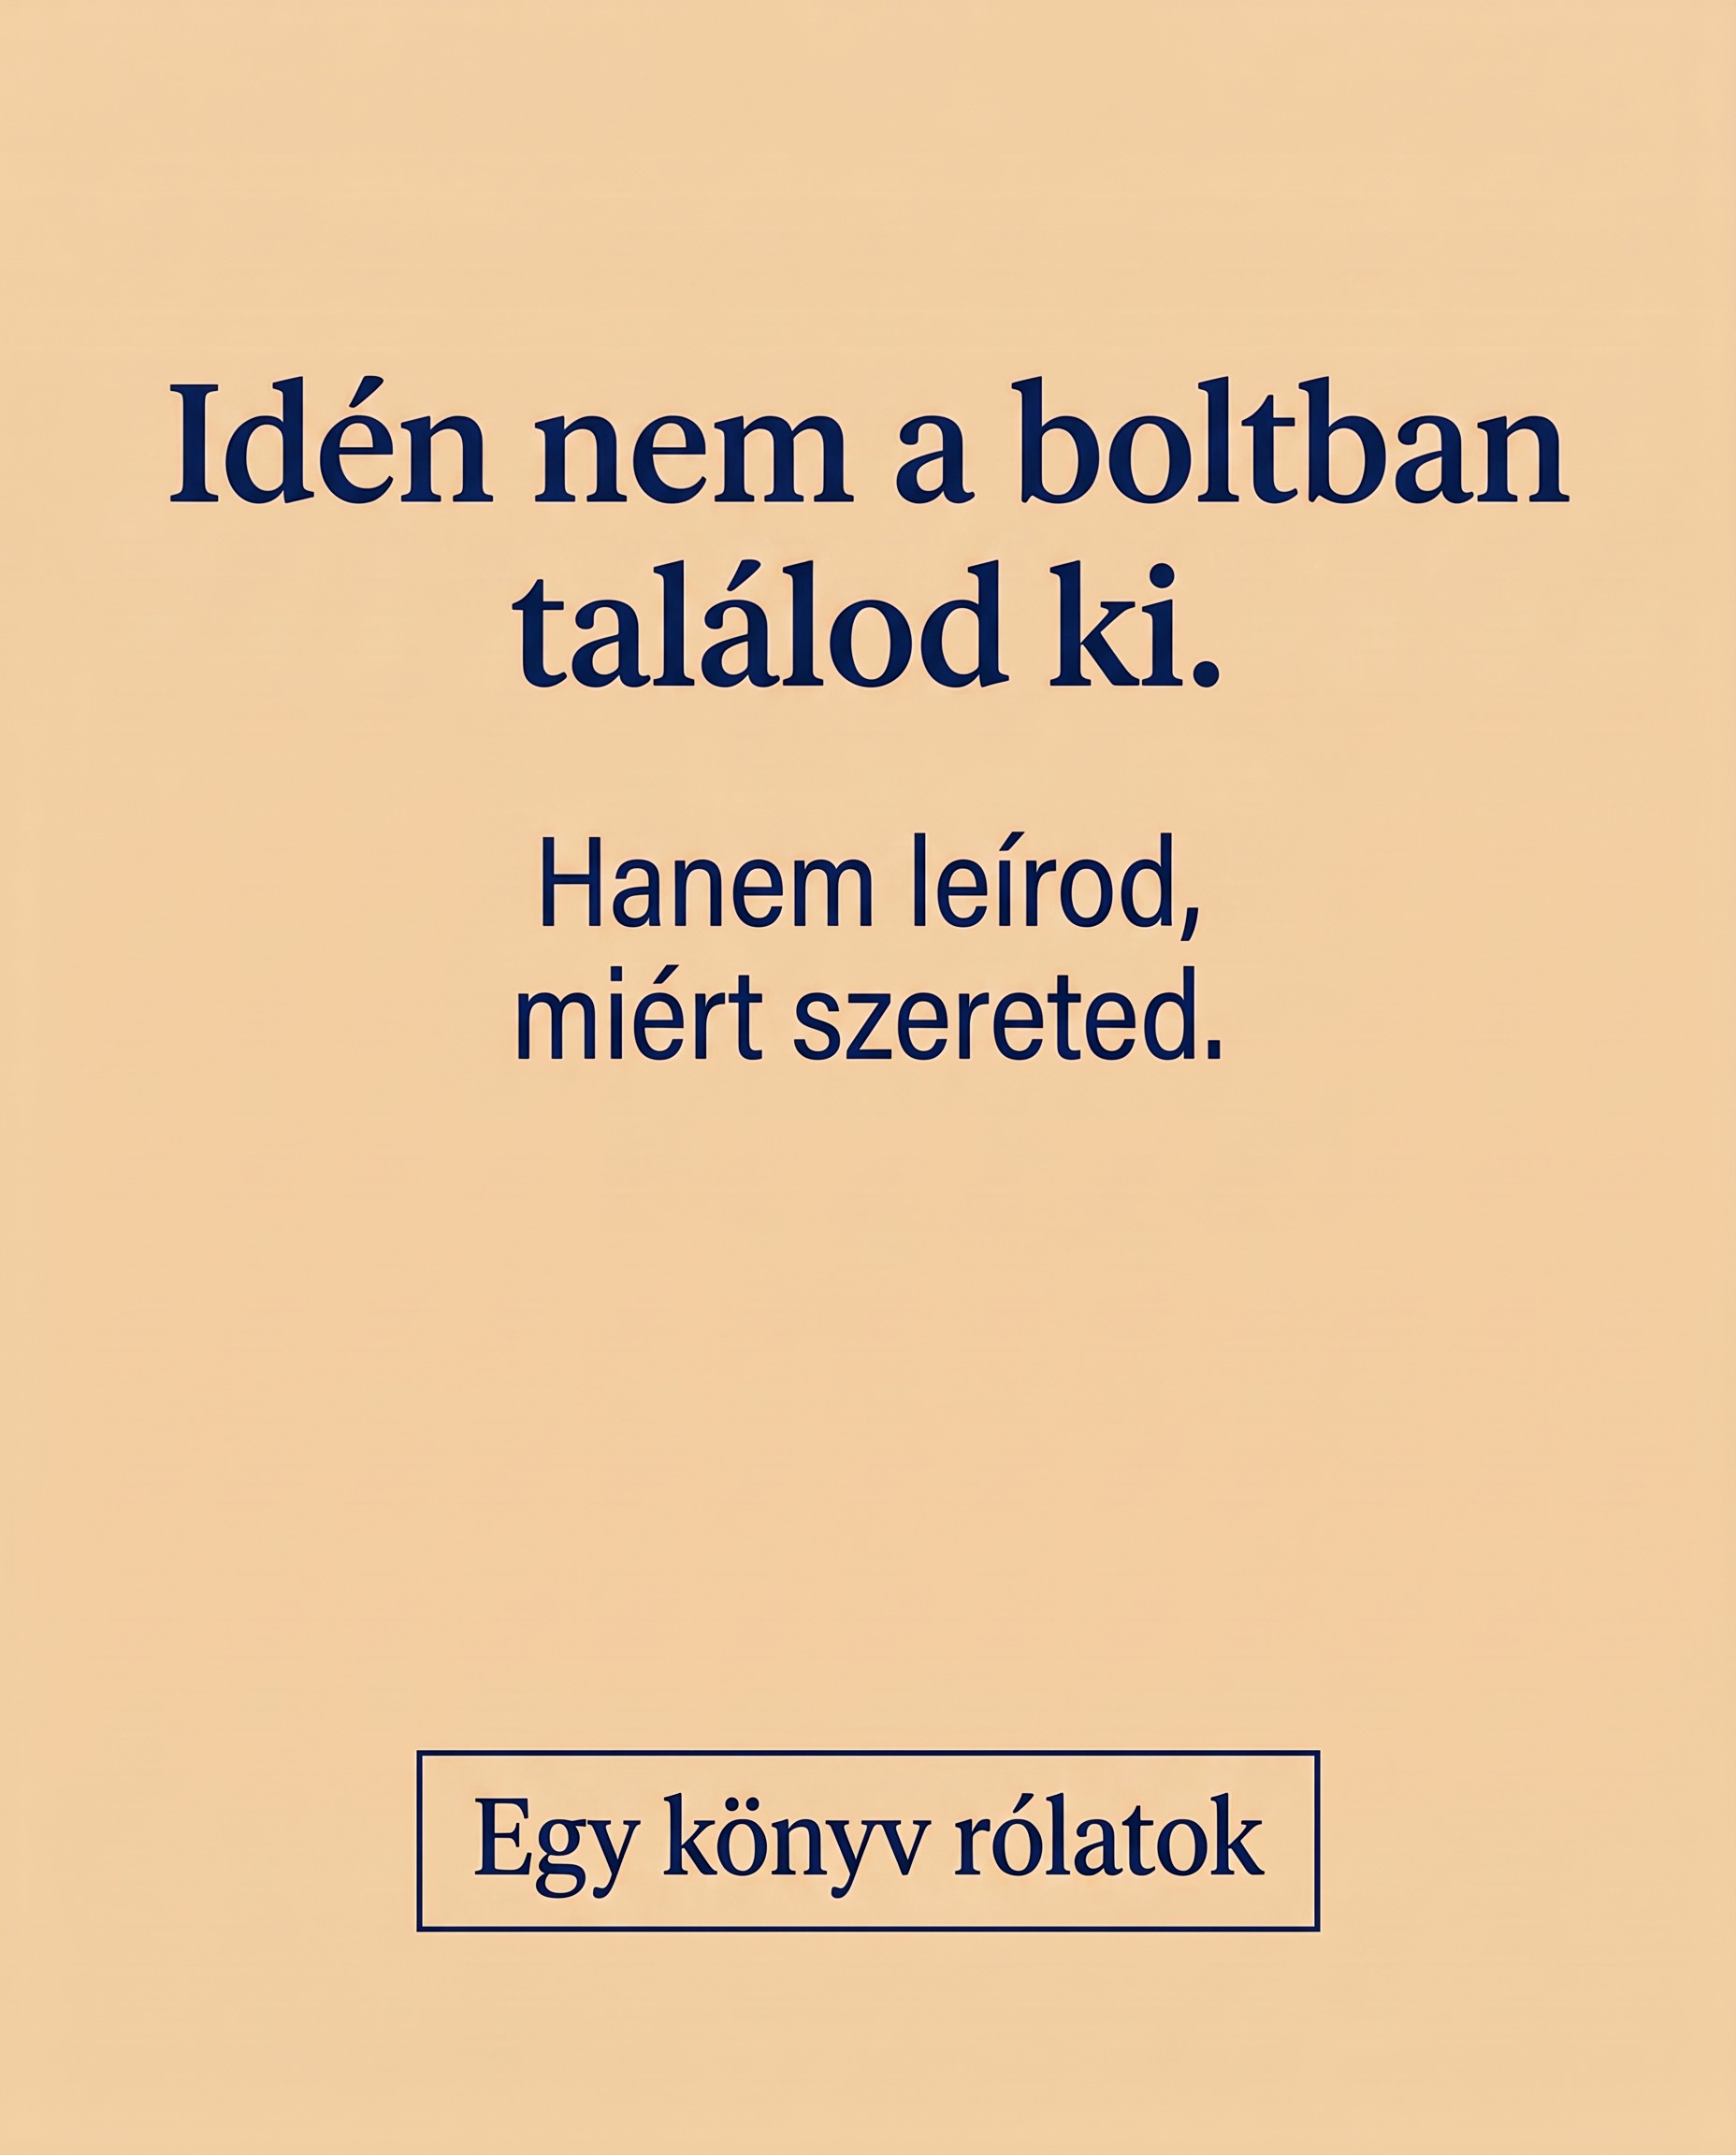 Idén nem a boltban
találod ki.
Hanem leírod,
miért szereted.
Egy könyv rólatok